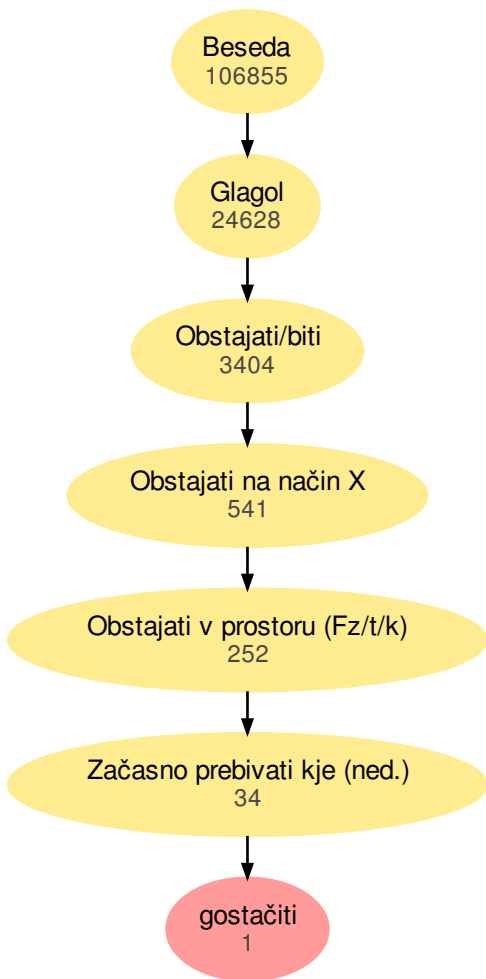 Beseda
106855
Glagol
24628
Obstajati/biti
3404
Obstajati na način X
541
Obstajati v prostoru (Fz/t/k)
252
Začasno prebivati kje (ned.)
34
gostačiti
1